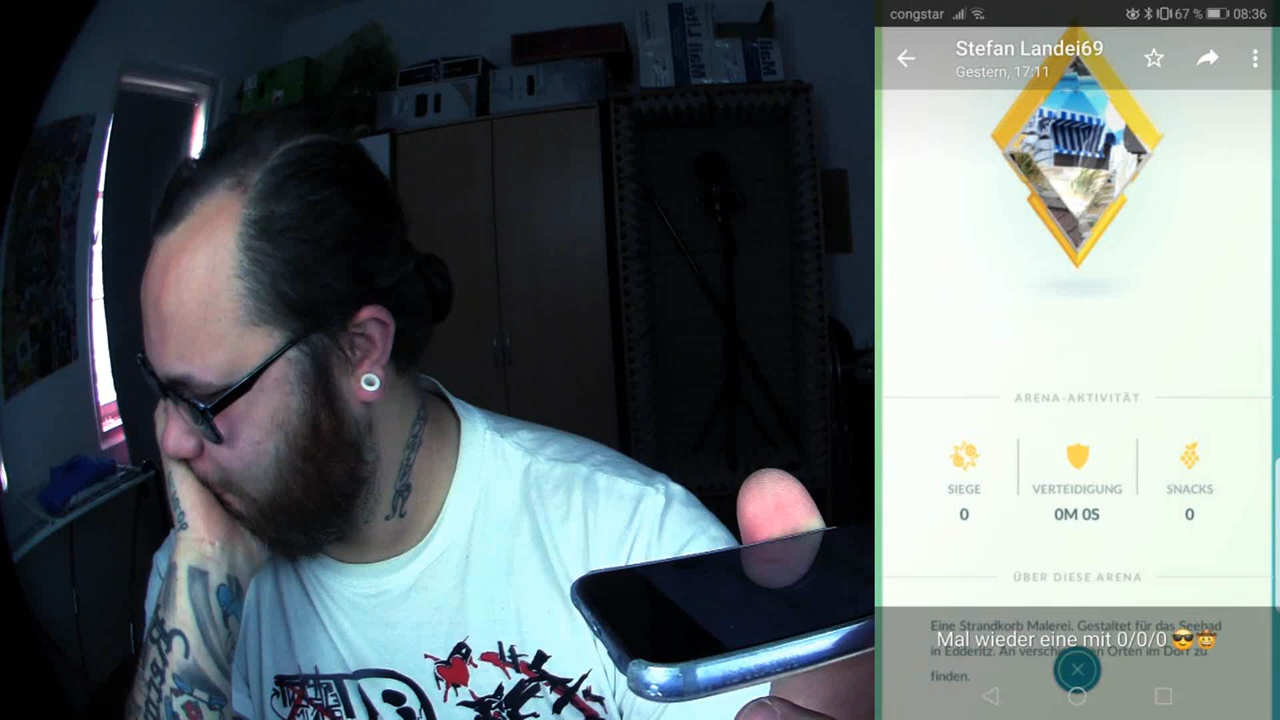 congstar 67 % 08:36
Stefan Landei69
Gestern, 17:11
ARENA-AKTIVITÄT
SIEGE VERTEIDIGUNG SNACKS
0 0M 0S 0
ÜBER DIESE ARENA
Eine Strandkorb Malerei. Gestaltet für das Seebad
Mal wieder eine mit 0/0/0 😎🤠
in Edderitz. An verschiedenen Orten im Dorf zu
finden.